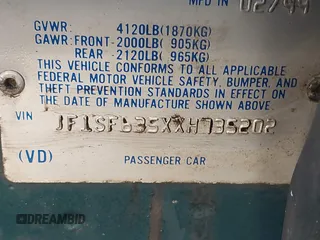 MFD IN 02/99
GVWR: 4120LB(1870KG)
GAWR: FRONT-2000LB( 905KG)
REAR -2120LB( 965KG)
THIS VEHICLE CONFORMS TO ALL APPLICABLE
FEDERAL MOTOR VEHICLE SAFETY, BUMPER, AND
THEFT PREVENTION STANDARDS IN EFFECT ON
THE DATE OF MANUFACTURE SHOWN ABOVE.
VIN JF1SF635XXH735202
(VD) PASSENGER CAR
DREAMBID